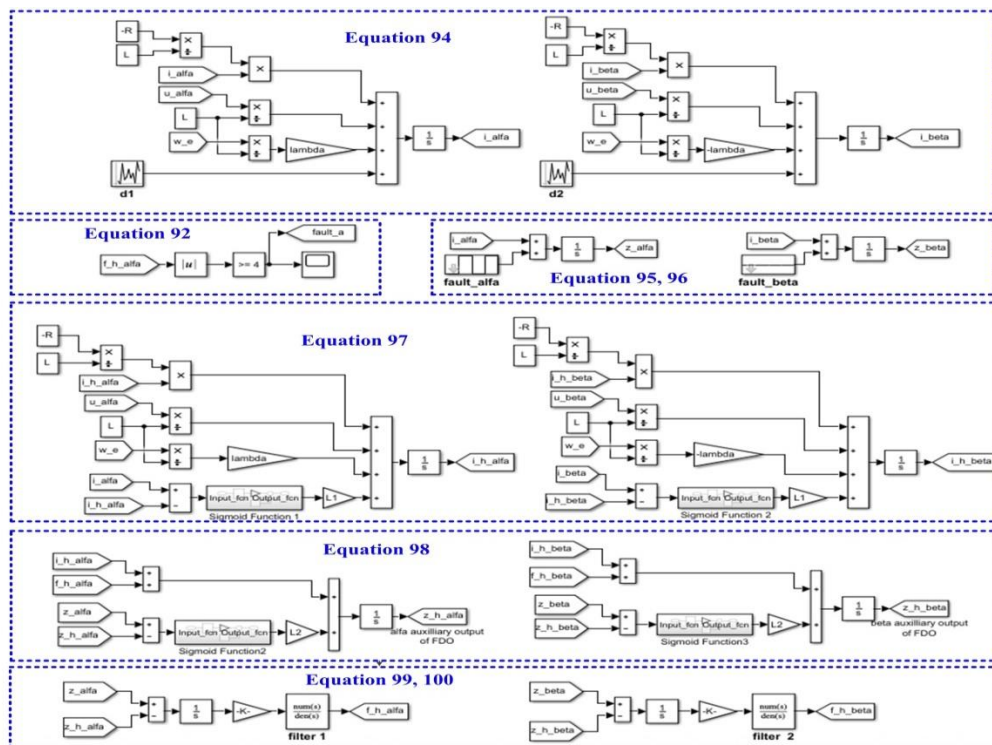 Equation 94
-R
L
×
÷
i_alfa
×
u_alfa
L
×
÷
w_e
×
÷
lambda
d1
+
+
+
+
1
s
i_alfa
-R
L
×
÷
i_beta
×
u_beta
L
×
÷
w_e
×
÷
-lambda
d2
+
+
+
+
1
s
i_beta
Equation 92
f_h_alfa
|u|
>= 4
fault_a
i_alfa
fault_alfa
+
+
1
s
z_alfa
i_beta
fault_beta
+
+
1
s
z_beta
Equation 95, 96
Equation 97
-R
L
×
÷
i_h_alfa
×
u_alfa
L
×
÷
w_e
×
÷
lambda
i_alfa
i_h_alfa
+
−
Input_fcn Output_fcn
Sigmoid Function 1
L1
+
+
+
+
1
s
i_h_alfa
-R
L
×
÷
i_h_beta
×
u_beta
L
×
÷
w_e
×
÷
-lambda
i_beta
i_h_beta
+
−
Input_fcn Output_fcn
Sigmoid Function 2
L1
+
+
+
+
1
s
i_h_beta
Equation 98
i_h_alfa
f_h_alfa
+
+
z_alfa
z_h_alfa
+
−
Input_fcn Output_fcn
Sigmoid Function2
L2
+
+
1
s
z_h_alfa
alfa auxilliary output
of FDO
i_h_beta
f_h_beta
+
+
z_beta
z_h_beta
+
−
Input_fcn Output_fcn
Sigmoid Function3
L2
+
+
1
s
z_h_beta
beta auxilliary output
of FDO
Equation 99, 100
z_alfa
z_h_alfa
+
−
1
s
-K-
num(s)
den(s)
filter 1
f_h_alfa
z_beta
z_h_beta
+
−
1
s
-K-
num(s)
den(s)
filter 2
f_h_beta